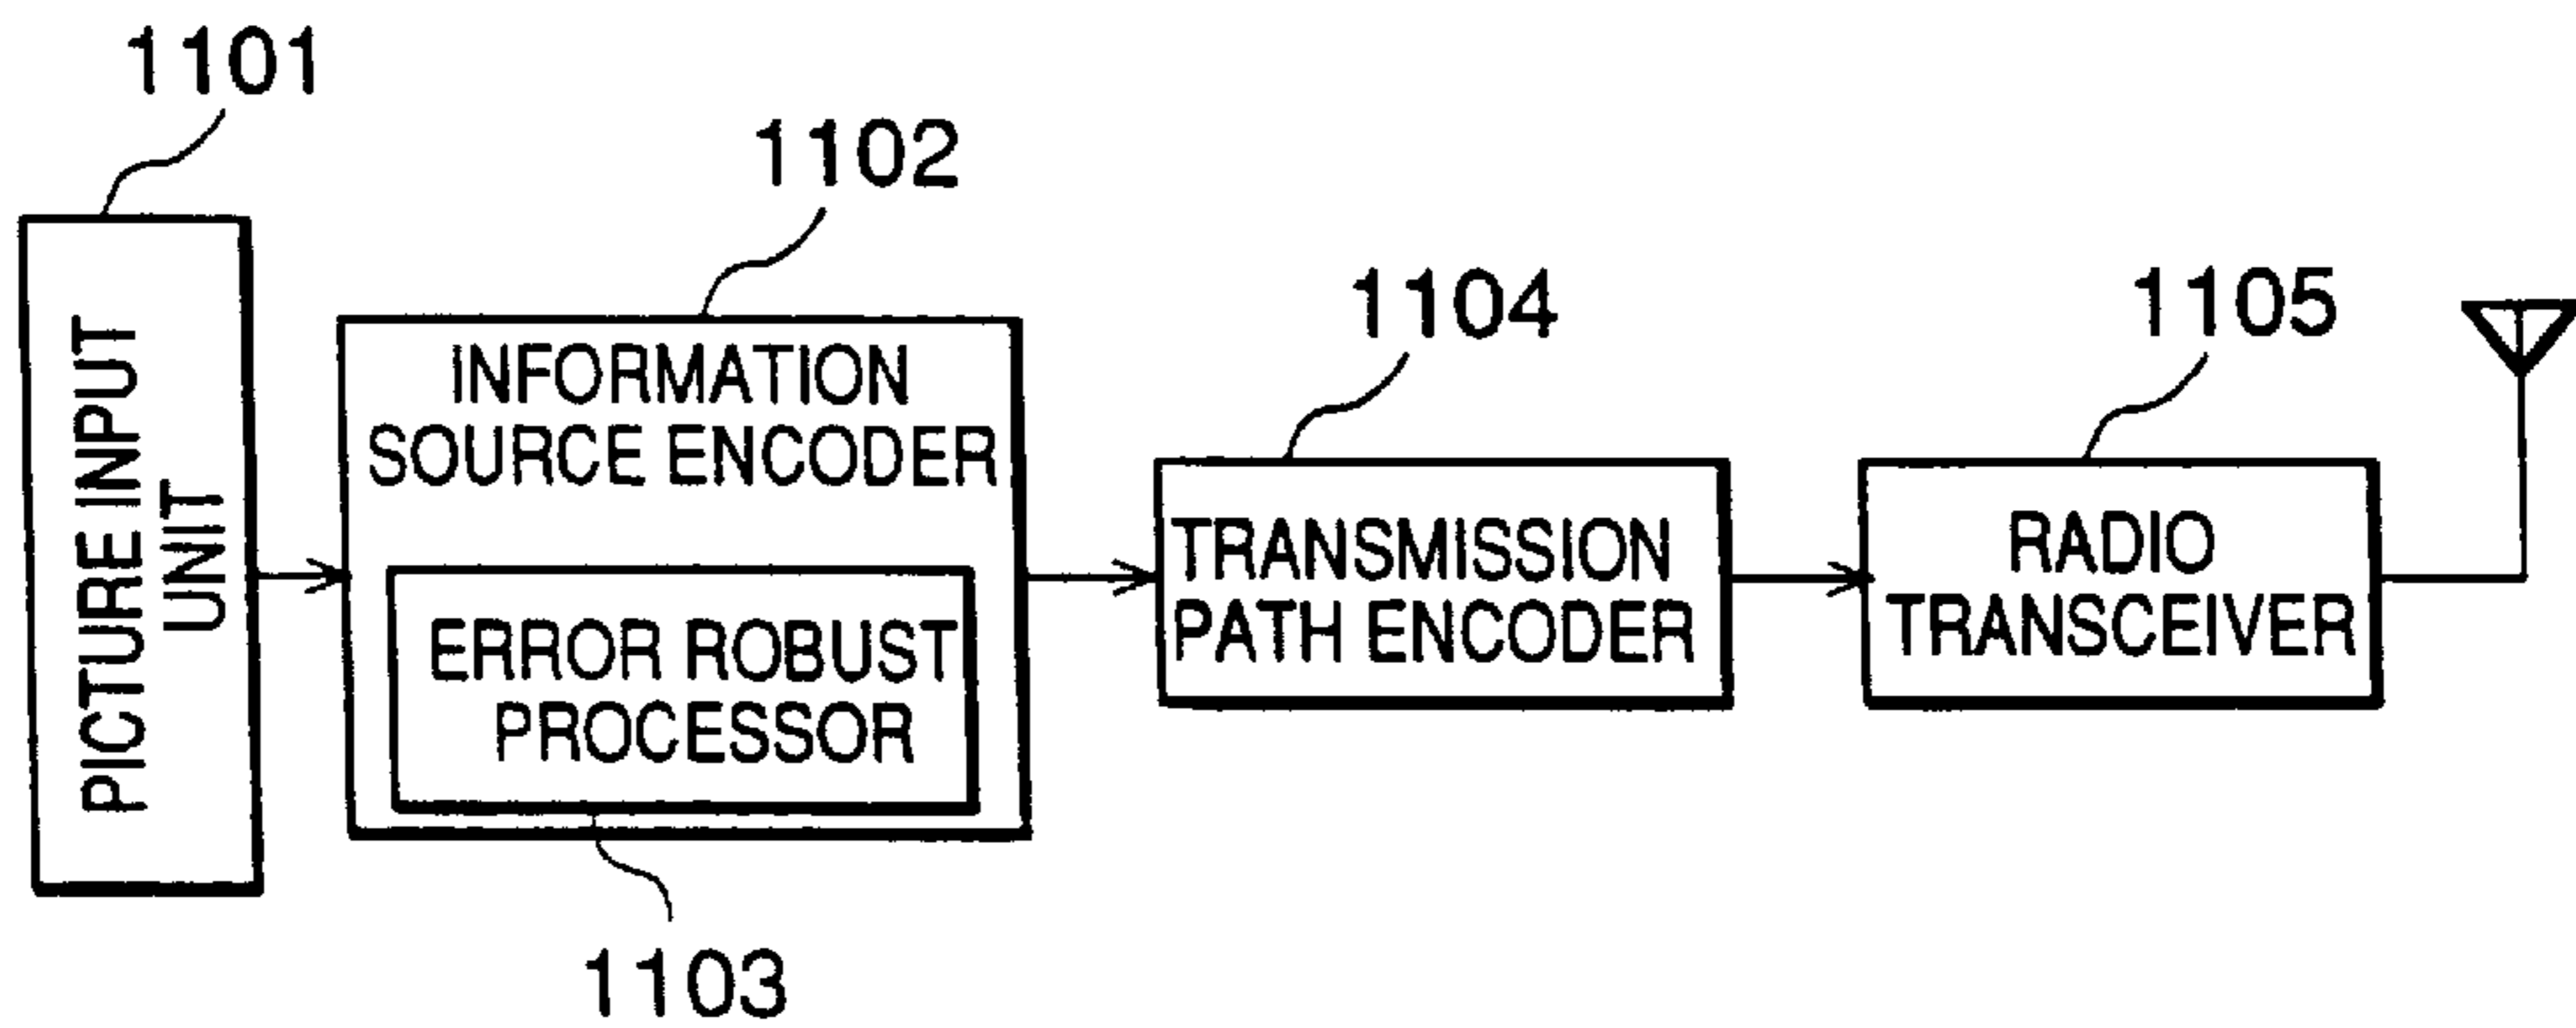 1101
PICTURE INPUT
UNIT
1102
INFORMATION
SOURCE ENCODER
ERROR ROBUST
PROCESSOR
1103
1104
TRANSMISSION
PATH ENCODER
1105
RADIO
TRANSCEIVER